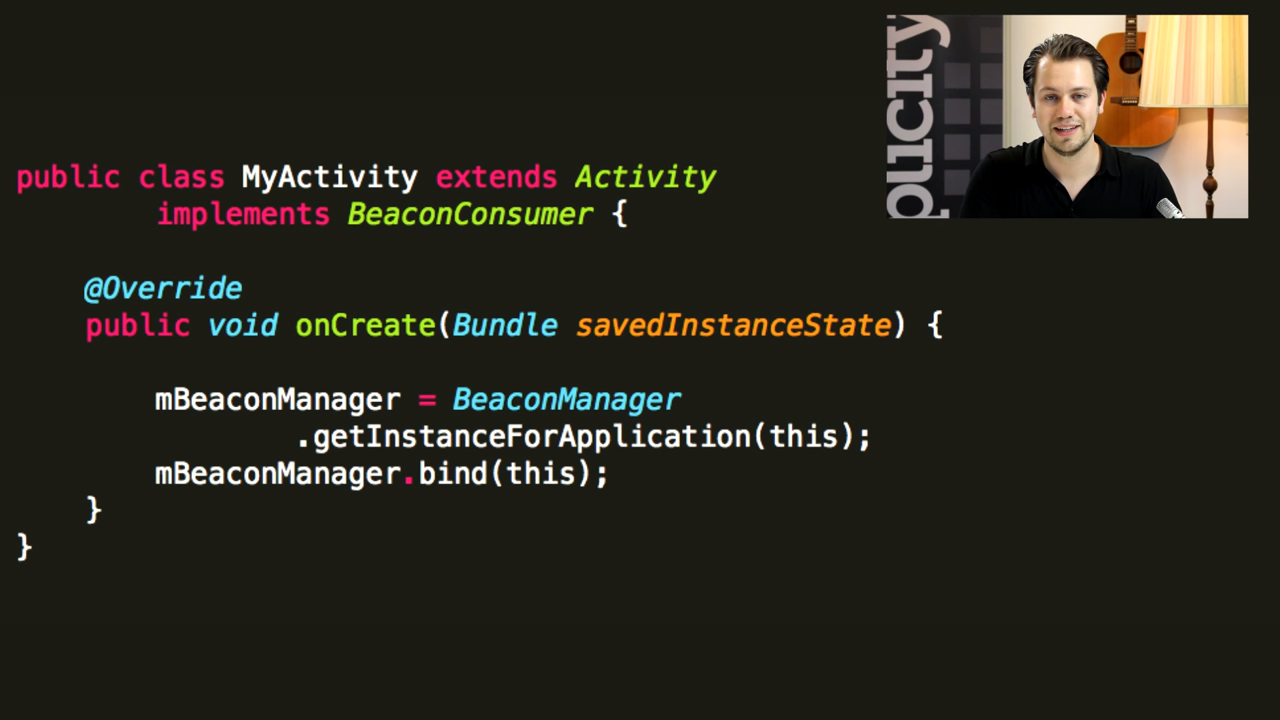 public class MyActivity extends Activity
implements BeaconConsumer {
@Override
public void onCreate(Bundle savedInstanceState) {
mBeaconManager = BeaconManager
.getInstanceForApplication(this);
mBeaconManager.bind(this);
}
}